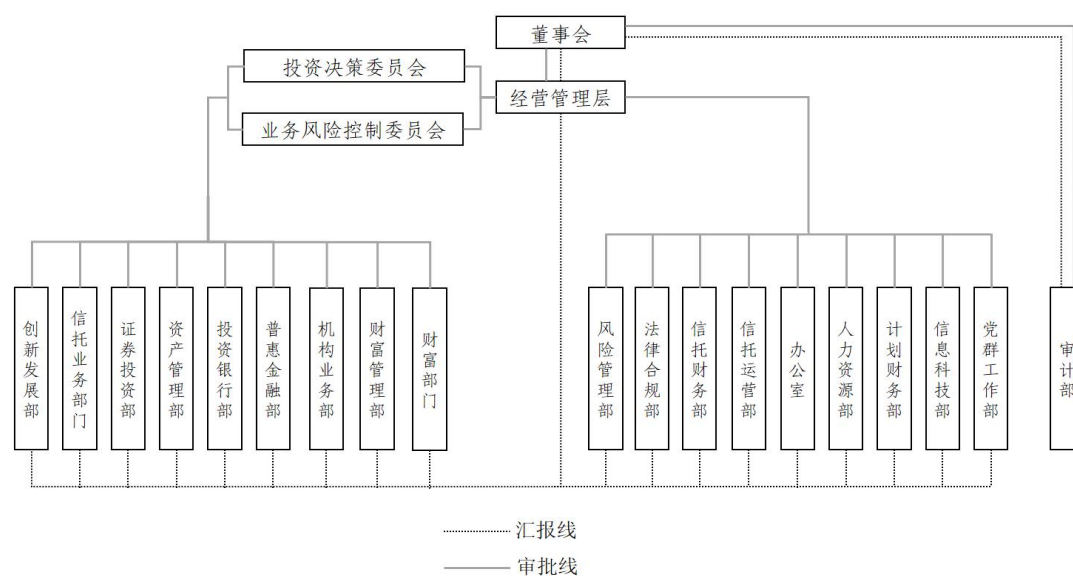 董事会
投资决策委员会
经营管理层
业务风险控制委员会
创新发展部
信托业务部门
证券投资部
资产管理部
投资银行部
普惠金融部
机构业务部
财富管理部
财富部门
风险管理部
法律合规部
信托财务部
信托运营部
办公室
人力资源部
计划财务部
信息科技部
党群工作部
审计部
汇报线
审批线